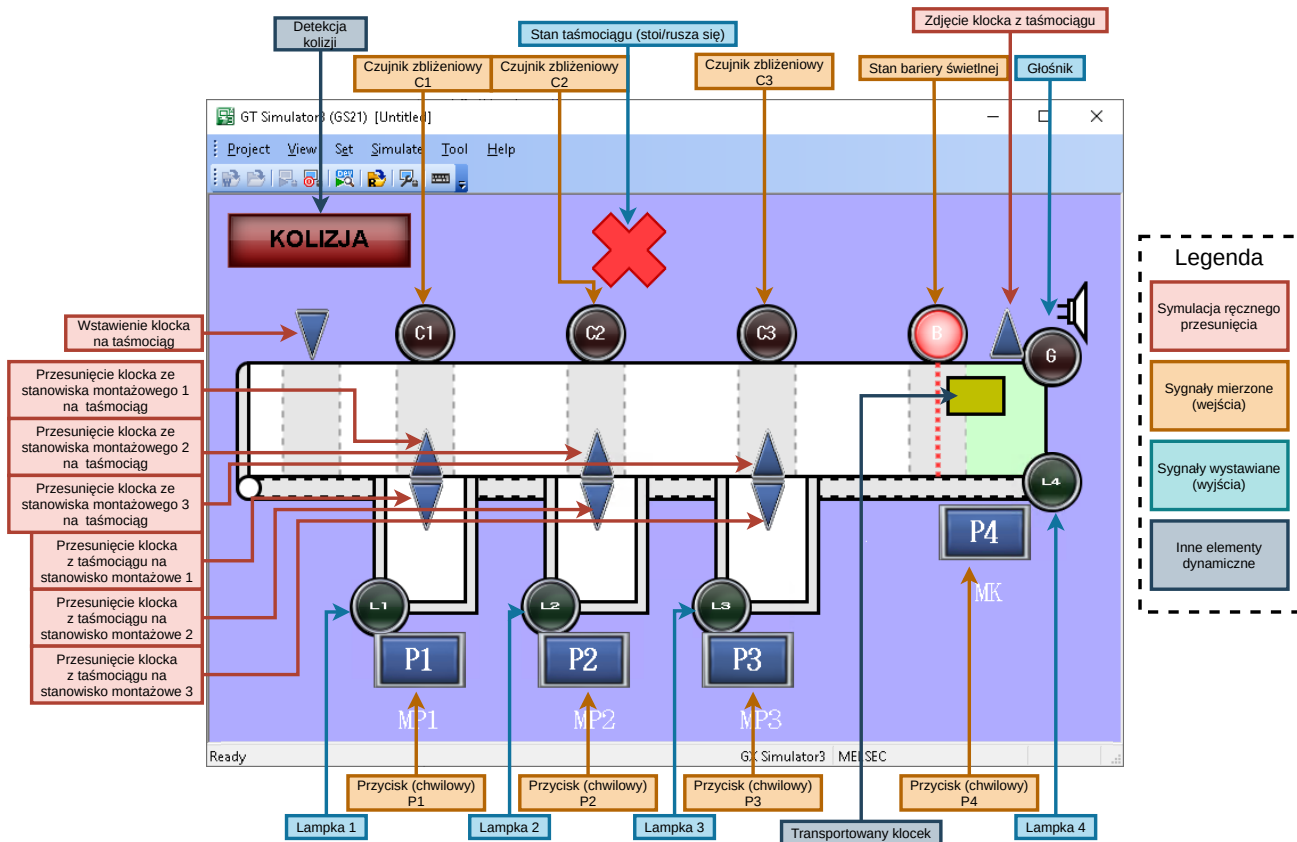 Detekcja
kolizji
Stan taśmociągu (stoi/rusza się)
Zdjęcie klocka z taśmociągu
Czujnik zbliżeniowy
C1
Czujnik zbliżeniowy
C2
Czujnik zbliżeniowy
C3
Stan bariery świetlnej
Głośnik
GT Simulator3 (GS21) [Untitled]
Project View Set Simulate Tool Help
KOLIZJA
C1
C2
C3
B
G
Wstawienie klocka
na taśmociąg
Przesunięcie klocka ze
stanowiska montażowego 1
na taśmociąg
Przesunięcie klocka ze
stanowiska montażowego 2
na taśmociąg
Przesunięcie klocka ze
stanowiska montażowego 3
na taśmociąg
Przesunięcie klocka
z taśmociągu na
stanowisko montażowe 1
Przesunięcie klocka
z taśmociągu na
stanowisko montażowe 2
Przesunięcie klocka
z taśmociągu na
stanowisko montażowe 3
L4
P4
MK
L1
L2
L3
P1
P2
P3
MP1
MP2
MP3
Ready
GX Simulator3
MELSEC
Przycisk (chwilowy)
P1
Przycisk (chwilowy)
P2
Przycisk (chwilowy)
P3
Przycisk (chwilowy)
P4
Lampka 1
Lampka 2
Lampka 3
Transportowany klocek
Lampka 4
Legenda
Symulacja ręcznego
przesunięcia
Sygnały mierzone
(wejścia)
Sygnały wystawiane
(wyjścia)
Inne elementy
dynamiczne